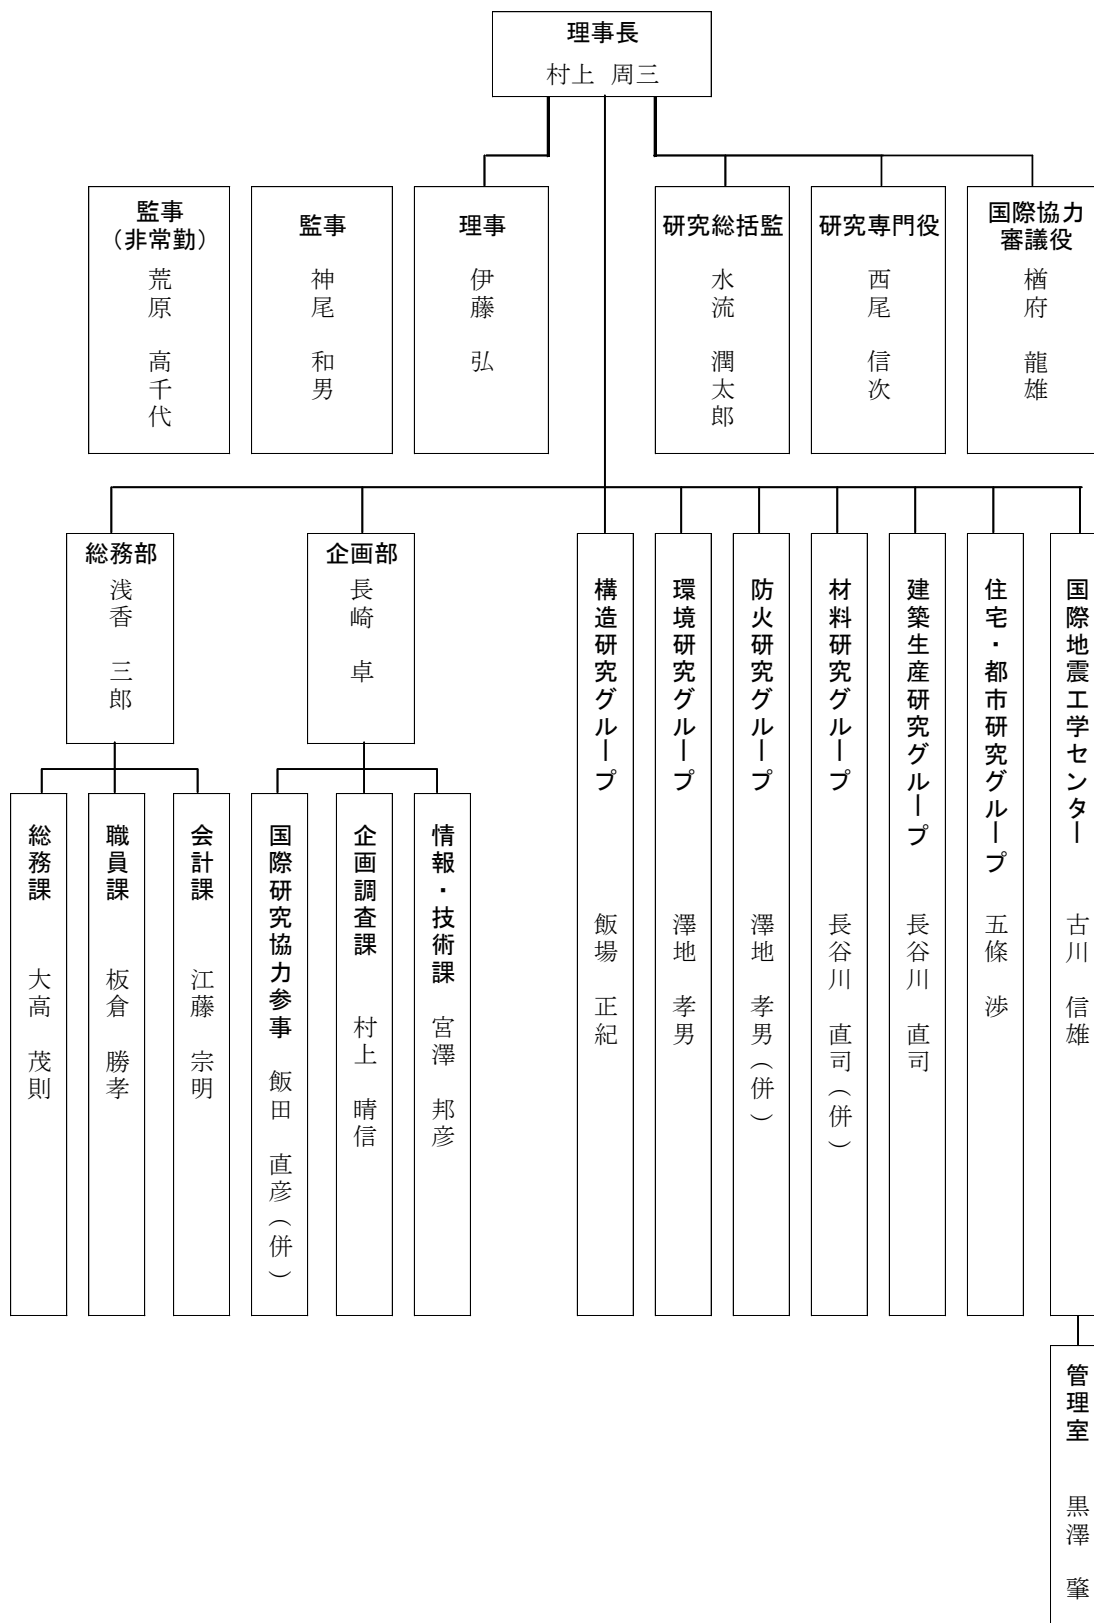 理事長
村上 周三
監事
（非常勤）
荒原 高千代
監事
神尾 和男
理事
伊藤 弘
研究総括監
水流 潤太郎
研究専門役
西尾 信次
国際協力
審議役
楢府 龍雄
総務部
浅香 三郎
企画部
長崎 卓
構造研究グループ 飯場 正紀
環境研究グループ 澤地 孝男
防火研究グループ 澤地 孝男（併）
材料研究グループ 長谷川 直司（併）
建築生産研究グループ 長谷川 直司
住宅・都市研究グループ 五條 渉
国際地震工学センター 古川 信雄
総務課 大高 茂則
職員課 板倉 勝孝
会計課 江藤 宗明
国際研究協力参事 飯田 直彦（併）
企画調査課 村上 晴信
情報・技術課 宮澤 邦彦
管理室 黒澤 肇